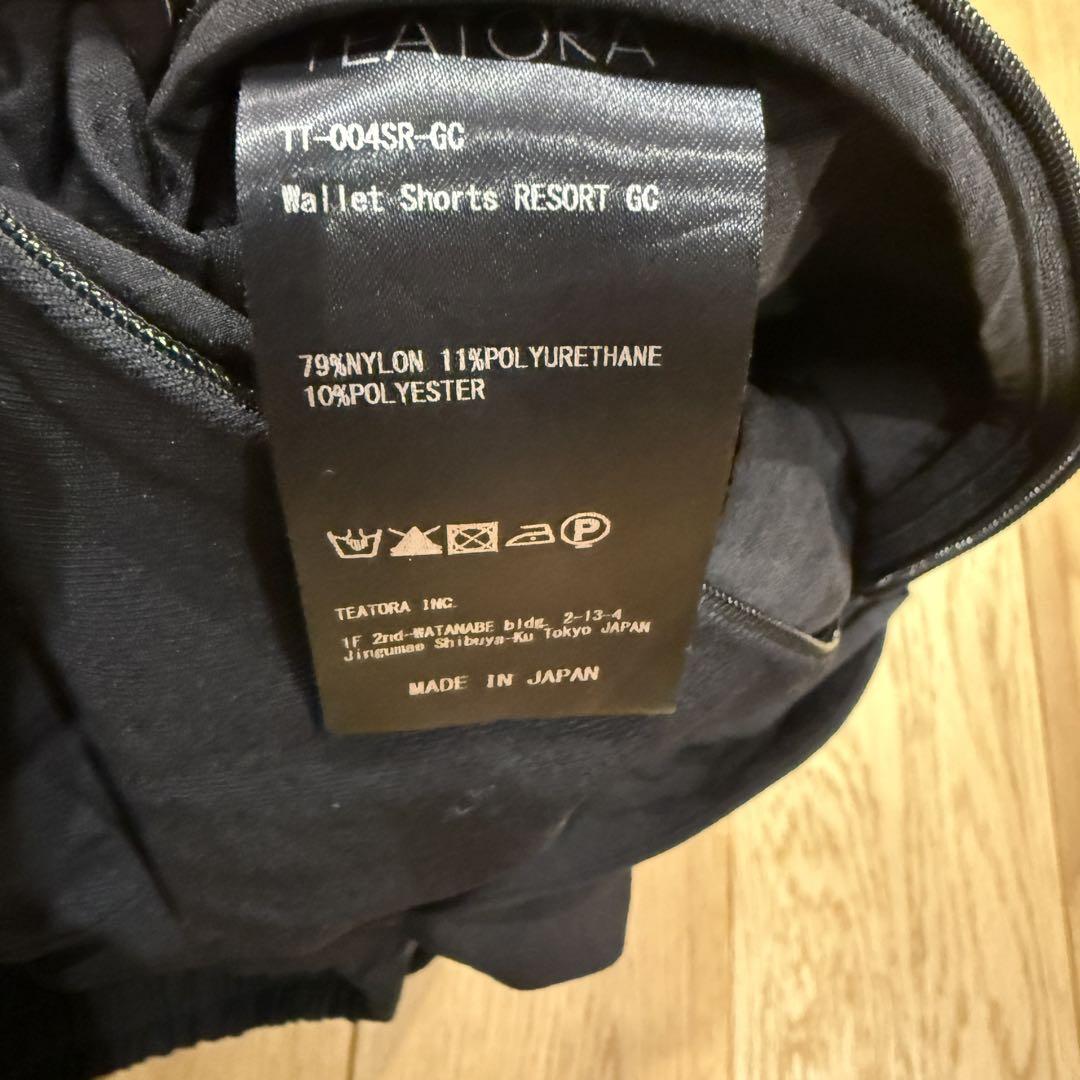 TEATORA
TT-004SR-GC
Wallet Shorts RESORT GC
79%NYLON 11%POLYURETHANE
10%POLYESTER
P
TEATORA INC.
1F 2nd-WATANABE bldg. 2-13-4
Jingumae Shibuya-Ku Tokyo JAPAN
MADE IN JAPAN